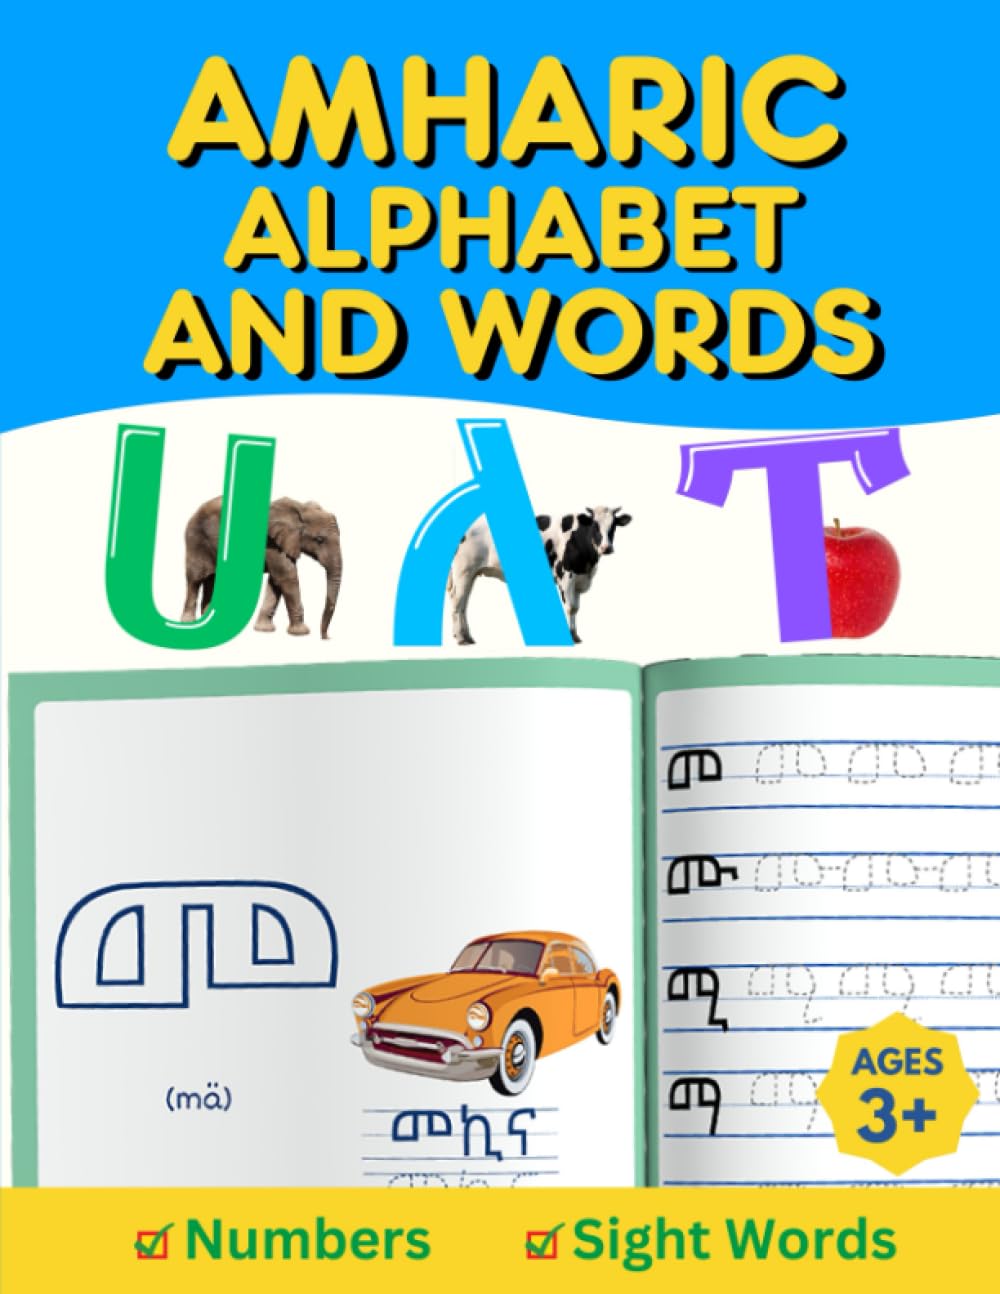 AMHARIC
ALPHABET
AND WORDS
ሀ ለ ፐ
መ
(mä)
መኪና
መ
ሙ
ሚ
ማ
AGES
3+
Numbers
Sight Words